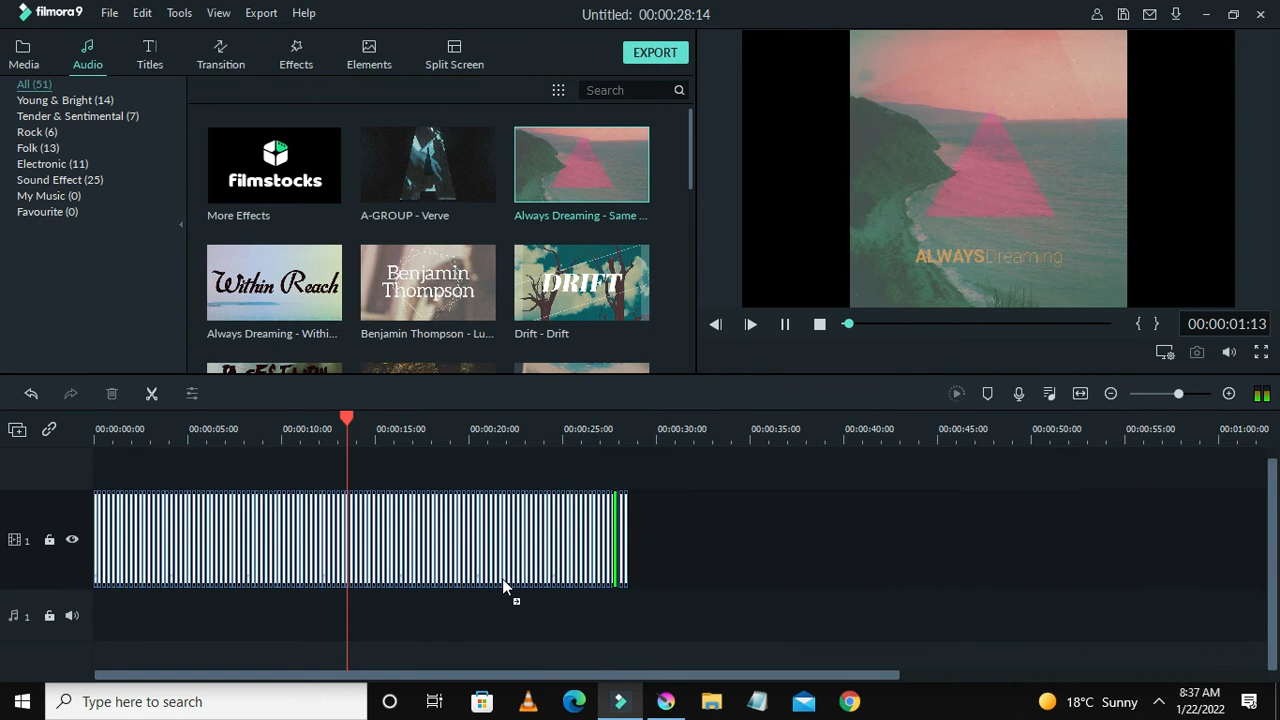 filmora9 File Edit Tools View Export Help Untitled: 00:00:28:14
Media Audio Titles Transition Effects Elements Split Screen EXPORT
All (51)
Young & Bright (14)
Tender & Sentimental (7)
Rock (6)
Folk (13)
Electronic (11)
Sound Effect (25)
My Music (0)
Favourite (0)
Search
filmstocks
More Effects
A-GROUP - Verve
Always Dreaming - Same ...
Within Reach
Always Dreaming - Withi...
Benjamin
Thompson
Benjamin Thompson - Lu...
DRIFT
Drift - Drift
ALWAYSDreaming
{ } 00:00:01:13
00:00:00:00 00:00:05:00 00:00:10:00 00:00:15:00 00:00:20:00 00:00:25:00 00:00:30:00 00:00:35:00 00:00:40:00 00:00:45:00 00:00:50:00 00:00:55:00 00:01:00:00
1
1
Type here to search
18°C Sunny
8:37 AM
1/22/2022